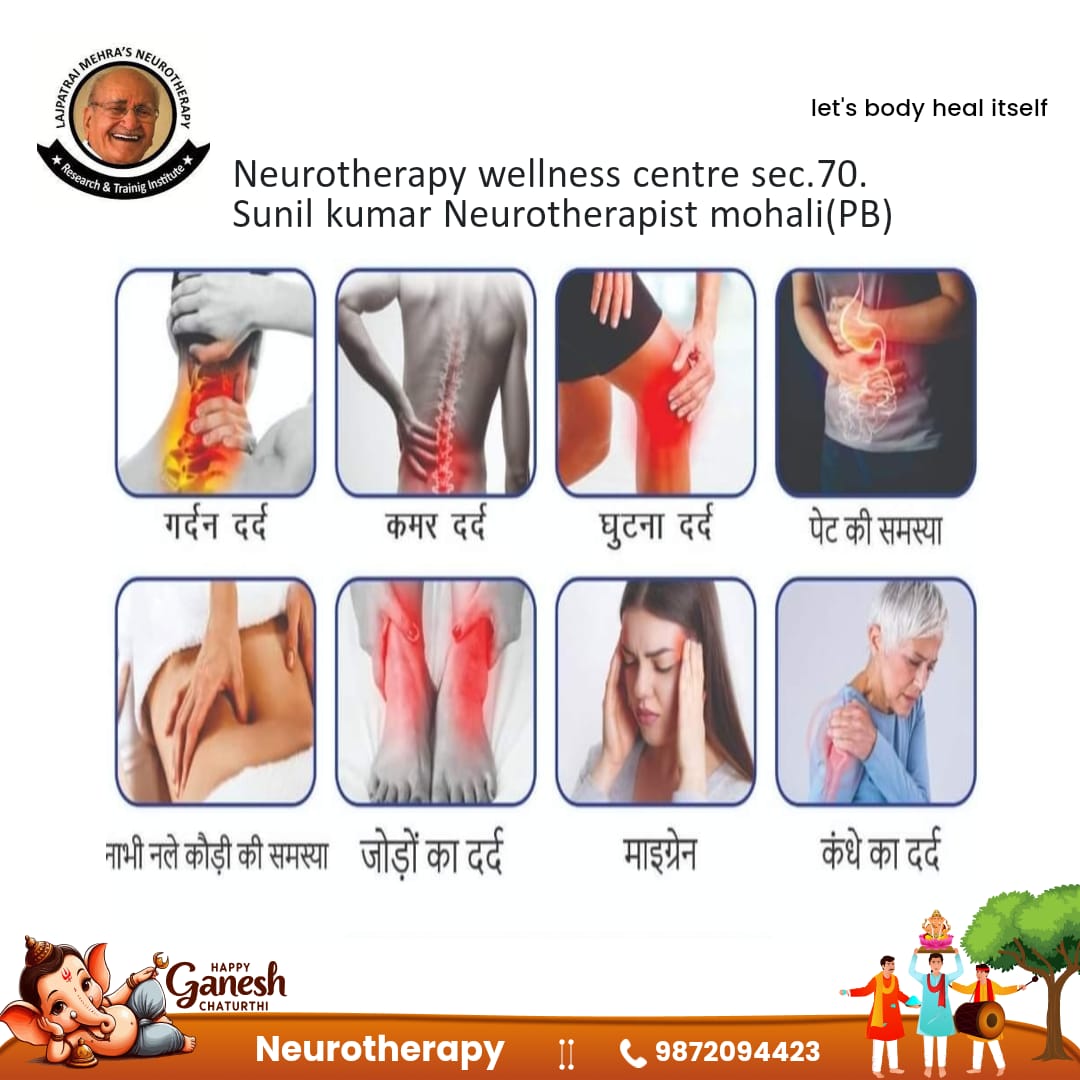 LAJPATRAI MEHRA'S NEUROTHERAPY
★ Research & Trainig Institute ★
let's body heal itself
Neurotherapy wellness centre sec.70.
Sunil kumar Neurotherapist mohali(PB)
गर्दन दर्द
कमर दर्द
घुटना दर्द
पेट की समस्या
नाभी नले कौड़ी की समस्या
जोड़ों का दर्द
माइग्रेन
कंधे का दर्द
HAPPY
GANESH
CHATURTHI
Neurotherapy
9872094423